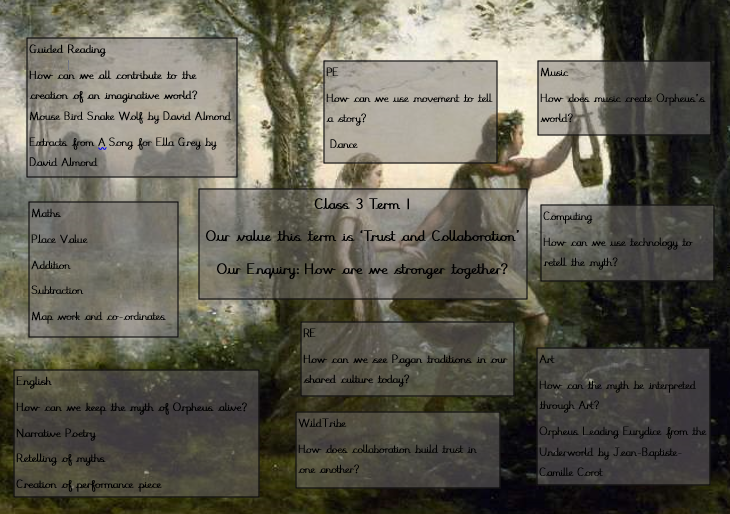 Guided Reading
How can we all contribute to the
creation of an imaginative world?
Mouse Bird Snake Wolf by David Almond
Extracts from A Song for Ella Grey by
David Almond
PE
How can we use movement to tell
a story?
Dance
Music
How does music create Orpheus's
world?
Maths
Place Value
Addition
Subtraction
Map work and co-ordinates
Class 3 Term 1
Our value this term is 'Trust and Collaboration'
Our Enquiry: How are we stronger together?
Computing
How can we use technology to
retell the myth?
RE
How can we see Pagan traditions in our
shared culture today?
English
How can we keep the myth of Orpheus alive?
Narrative Poetry
Retelling of myths
Creation of performance piece
WildTribe
How does collaboration build trust in
one another?
Art
How can the myth be interpreted
through Art?
Orpheus Leading Eurydice from the
Underworld by Jean-Baptiste-
Camille Corot